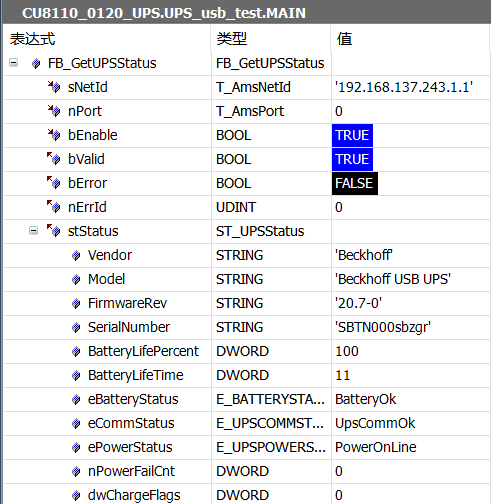 CU8110_0120_UPS.UPS_usb_test.MAIN
表达式 类型 值
FB_GetUPSStatus FB_GetUPSStatus
sNetId T_AmsNetId '192.168.137.243.1.1'
nPort T_AmsPort 0
bEnable BOOL TRUE
bValid BOOL TRUE
bError BOOL FALSE
nErrId UDINT 0
stStatus ST_UPSStatus
Vendor STRING 'Beckhoff'
Model STRING 'Beckhoff USB UPS'
FirmwareRev STRING '20.7-0'
SerialNumber STRING 'SBTN000sbzgr'
BatteryLifePercent DWORD 100
BatteryLifeTime DWORD 11
eBatteryStatus E_BATTERYSTA... BatteryOk
eCommStatus E_UPSCOMMST... UpsCommOk
ePowerStatus E_UPSPOWERS... PowerOnLine
nPowerFailCnt DWORD 0
dwChargeFlags DWORD 0